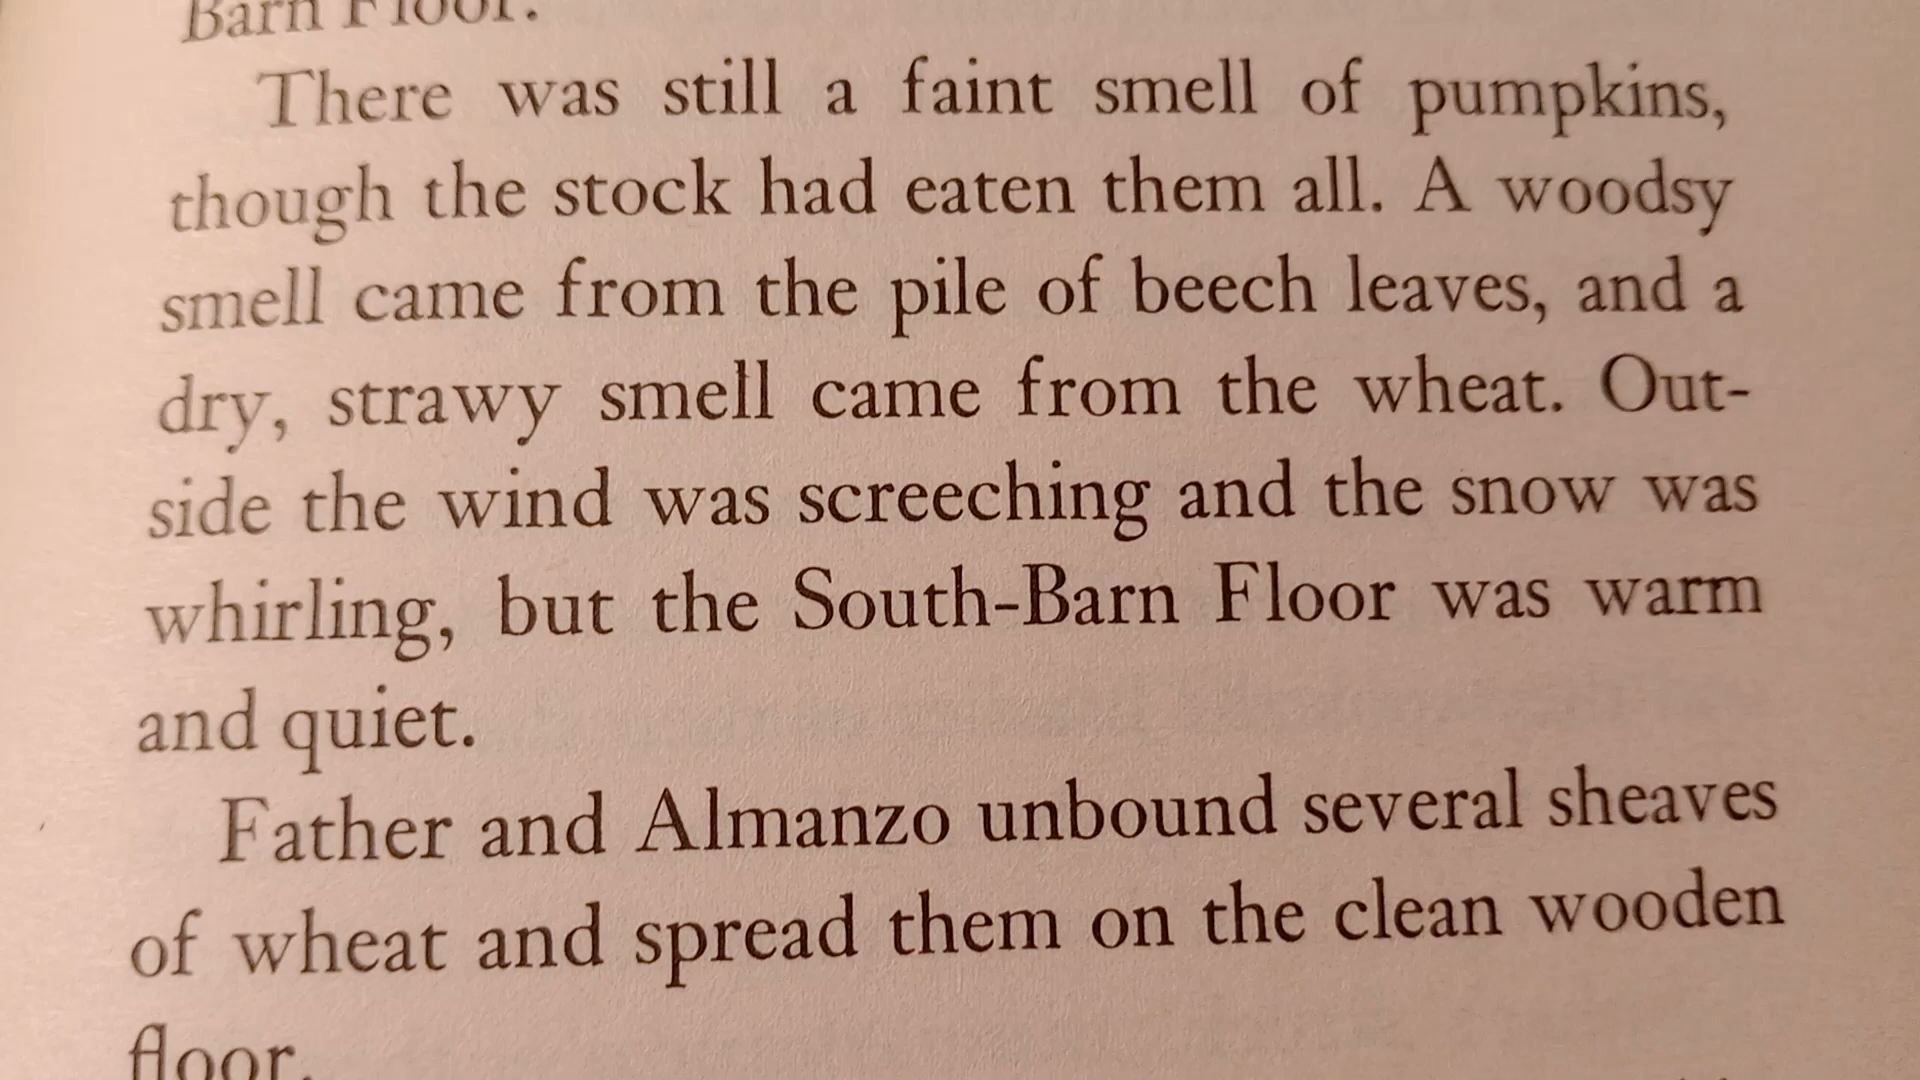 Barn Floor.
There was still a faint smell of pumpkins,
though the stock had eaten them all. A woodsy
smell came from the pile of beech leaves, and a
dry, strawy smell came from the wheat. Out-
side the wind was screeching and the snow was
whirling, but the South-Barn Floor was warm
and quiet.
Father and Almanzo unbound several sheaves
of wheat and spread them on the clean wooden
floor.